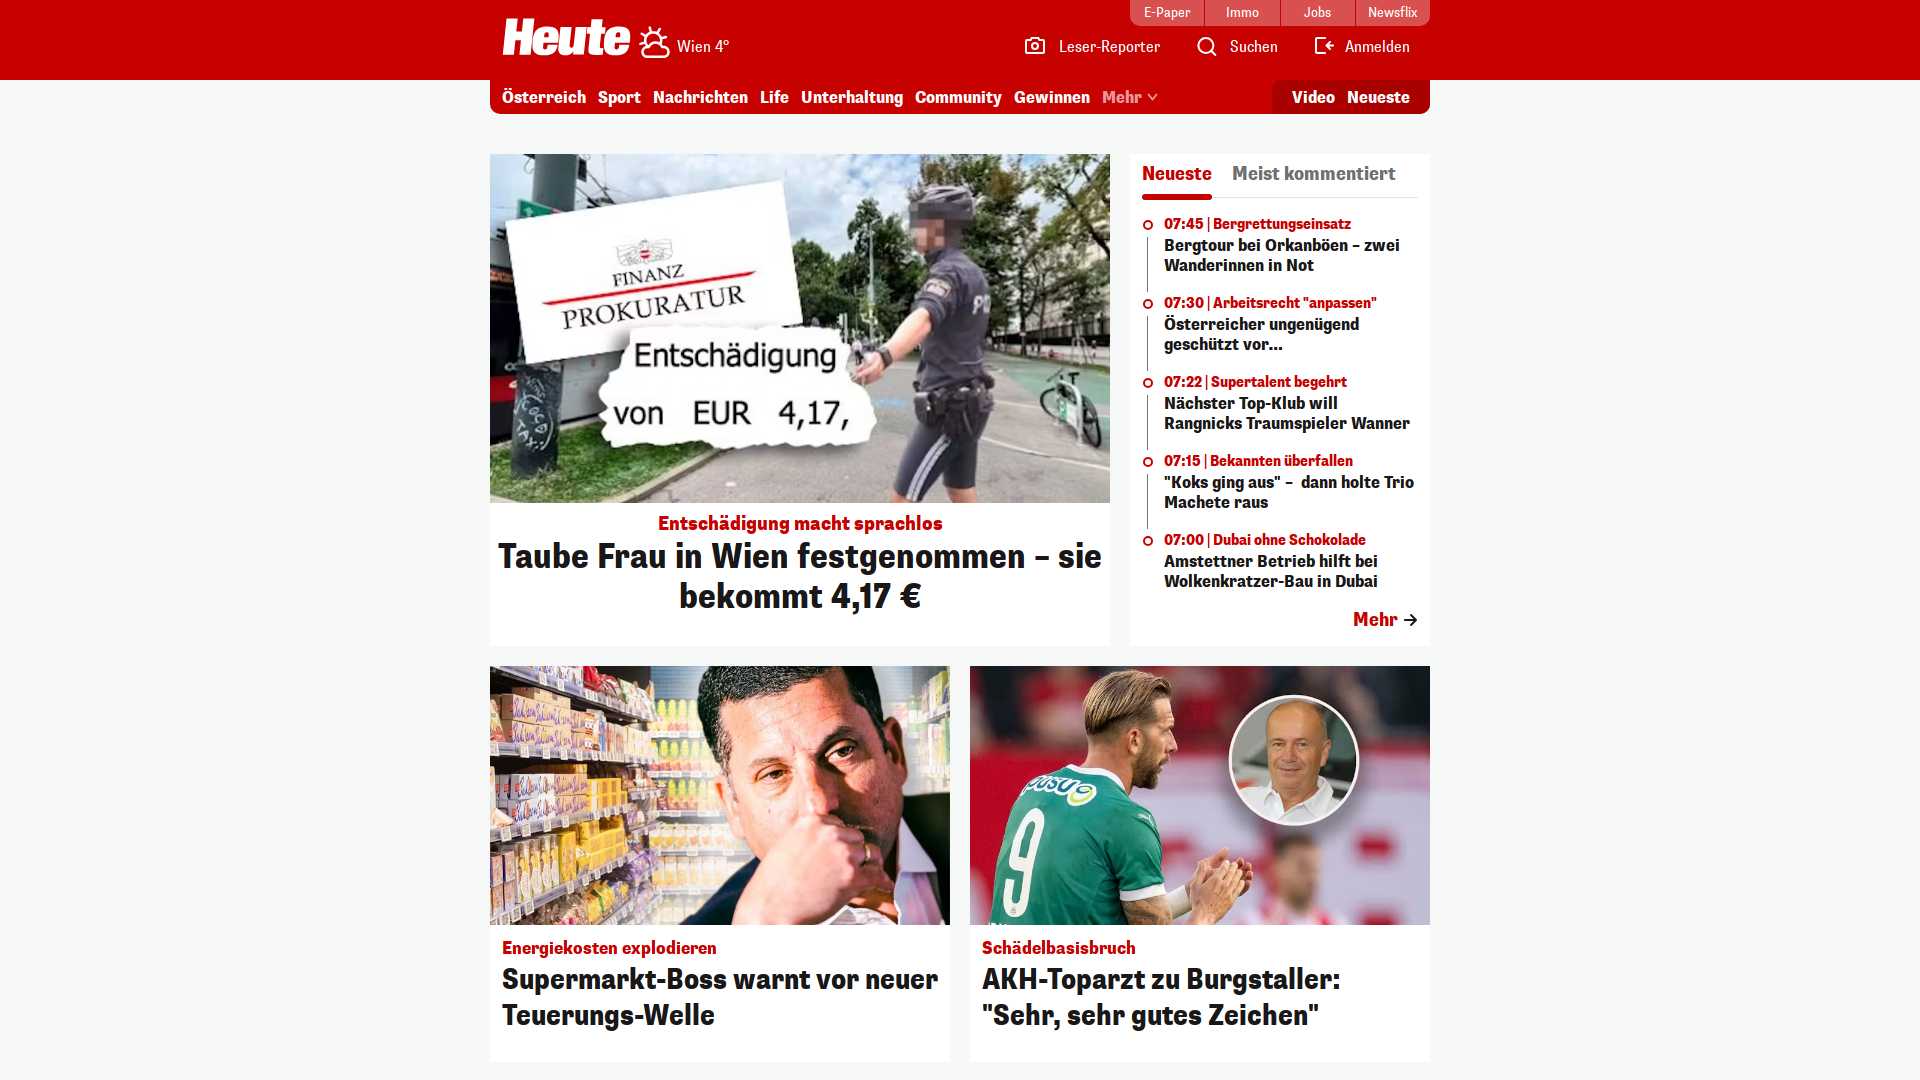 E-Paper
Immo
Jobs
Newsflix
Heute
Wien 4°
Leser-Reporter
Suchen
Anmelden
Österreich
Sport
Nachrichten
Life
Unterhaltung
Community
Gewinnen
Mehr
Video
Neueste
FINANZ
PROKURATUR
Entschädigung
von EUR 4,17,
Entschädigung macht sprachlos
Taube Frau in Wien festgenommen – sie
bekommt 4,17 €
Neueste
Meist kommentiert
07:45 | Bergrettungseinsatz
Bergtour bei Orkanböen – zwei
Wanderinnen in Not
07:30 | Arbeitsrecht "anpassen"
Österreicher ungenügend
geschützt vor...
07:22 | Supertalent begehrt
Nächster Top-Klub will
Rangnicks Traumspieler Wanner
07:15 | Bekannten überfallen
"Koks ging aus" – dann holte Trio
Machete raus
07:00 | Dubai ohne Schokolade
Amstettner Betrieb hilft bei
Wolkenkratzer-Bau in Dubai
Mehr
Energiekosten explodieren
Supermarkt-Boss warnt vor neuer
Teuerungs-Welle
9
Schädelbasisbruch
AKH-Toparzt zu Burgstaller:
"Sehr, sehr gutes Zeichen"